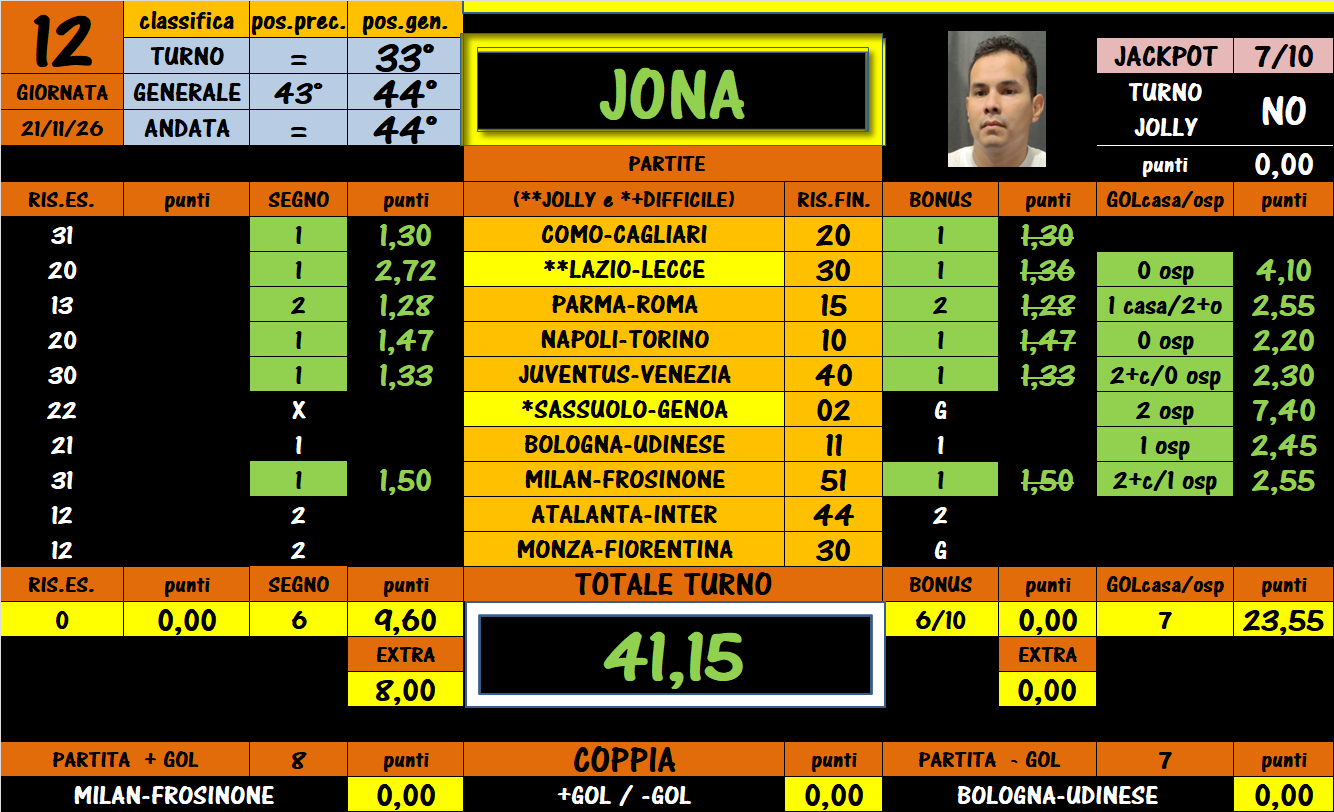 12 classifica pos.prec. pos.gen.
TURNO = 33°
GIORNATA GENERALE 43° 44°
21/11/26 ANDATA = 44°
JONA
JACKPOT 7/10
TURNO JOLLY NO
punti 0,00
PARTITE
RIS.ES. punti SEGNO punti (**JOLLY e *+DIFFICILE) RIS.FIN. BONUS punti GOLcasa/osp punti
31 1 1,30 COMO-CAGLIARI 20 1 1,30
20 1 2,72 **LAZIO-LECCE 30 1 1,36 0 osp 4,10
13 2 1,28 PARMA-ROMA 15 2 1,28 1 casa/2+o 2,55
20 1 1,47 NAPOLI-TORINO 10 1 1,47 0 osp 2,20
30 1 1,33 JUVENTUS-VENEZIA 40 1 1,33 2+c/0 osp 2,30
22 X *SASSUOLO-GENOA 02 G 2 osp 7,40
21 1 BOLOGNA-UDINESE 11 1 1 osp 2,45
31 1 1,50 MILAN-FROSINONE 51 1 1,50 2+c/1 osp 2,55
12 2 ATALANTA-INTER 44 2
12 2 MONZA-FIORENTINA 30 G
RIS.ES. punti SEGNO punti TOTALE TURNO BONUS punti GOLcasa/osp punti
0 0,00 6 9,60 41,15 6/10 0,00 7 23,55
EXTRA EXTRA
8,00 0,00
PARTITA + GOL 8 punti COPPIA punti PARTITA - GOL 7 punti
MILAN-FROSINONE 0,00 +GOL / -GOL 0,00 BOLOGNA-UDINESE 0,00